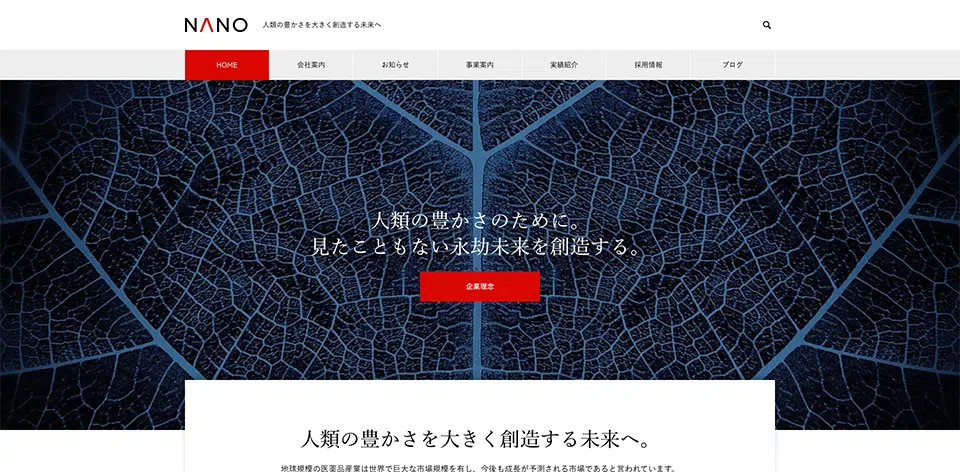 NANO
人類の豊かさを大きく創造する未来へ
HOME
会社案内
お知らせ
事業案内
実績紹介
採用情報
ブログ
人類の豊かさのために。
見たこともない永劫未来を創造する。
企業理念
人類の豊かさを大きく創造する未来へ。
地球規模の医薬品産業は世界で巨大な市場規模を有し、今後も成長が予測される市場であると言われています。